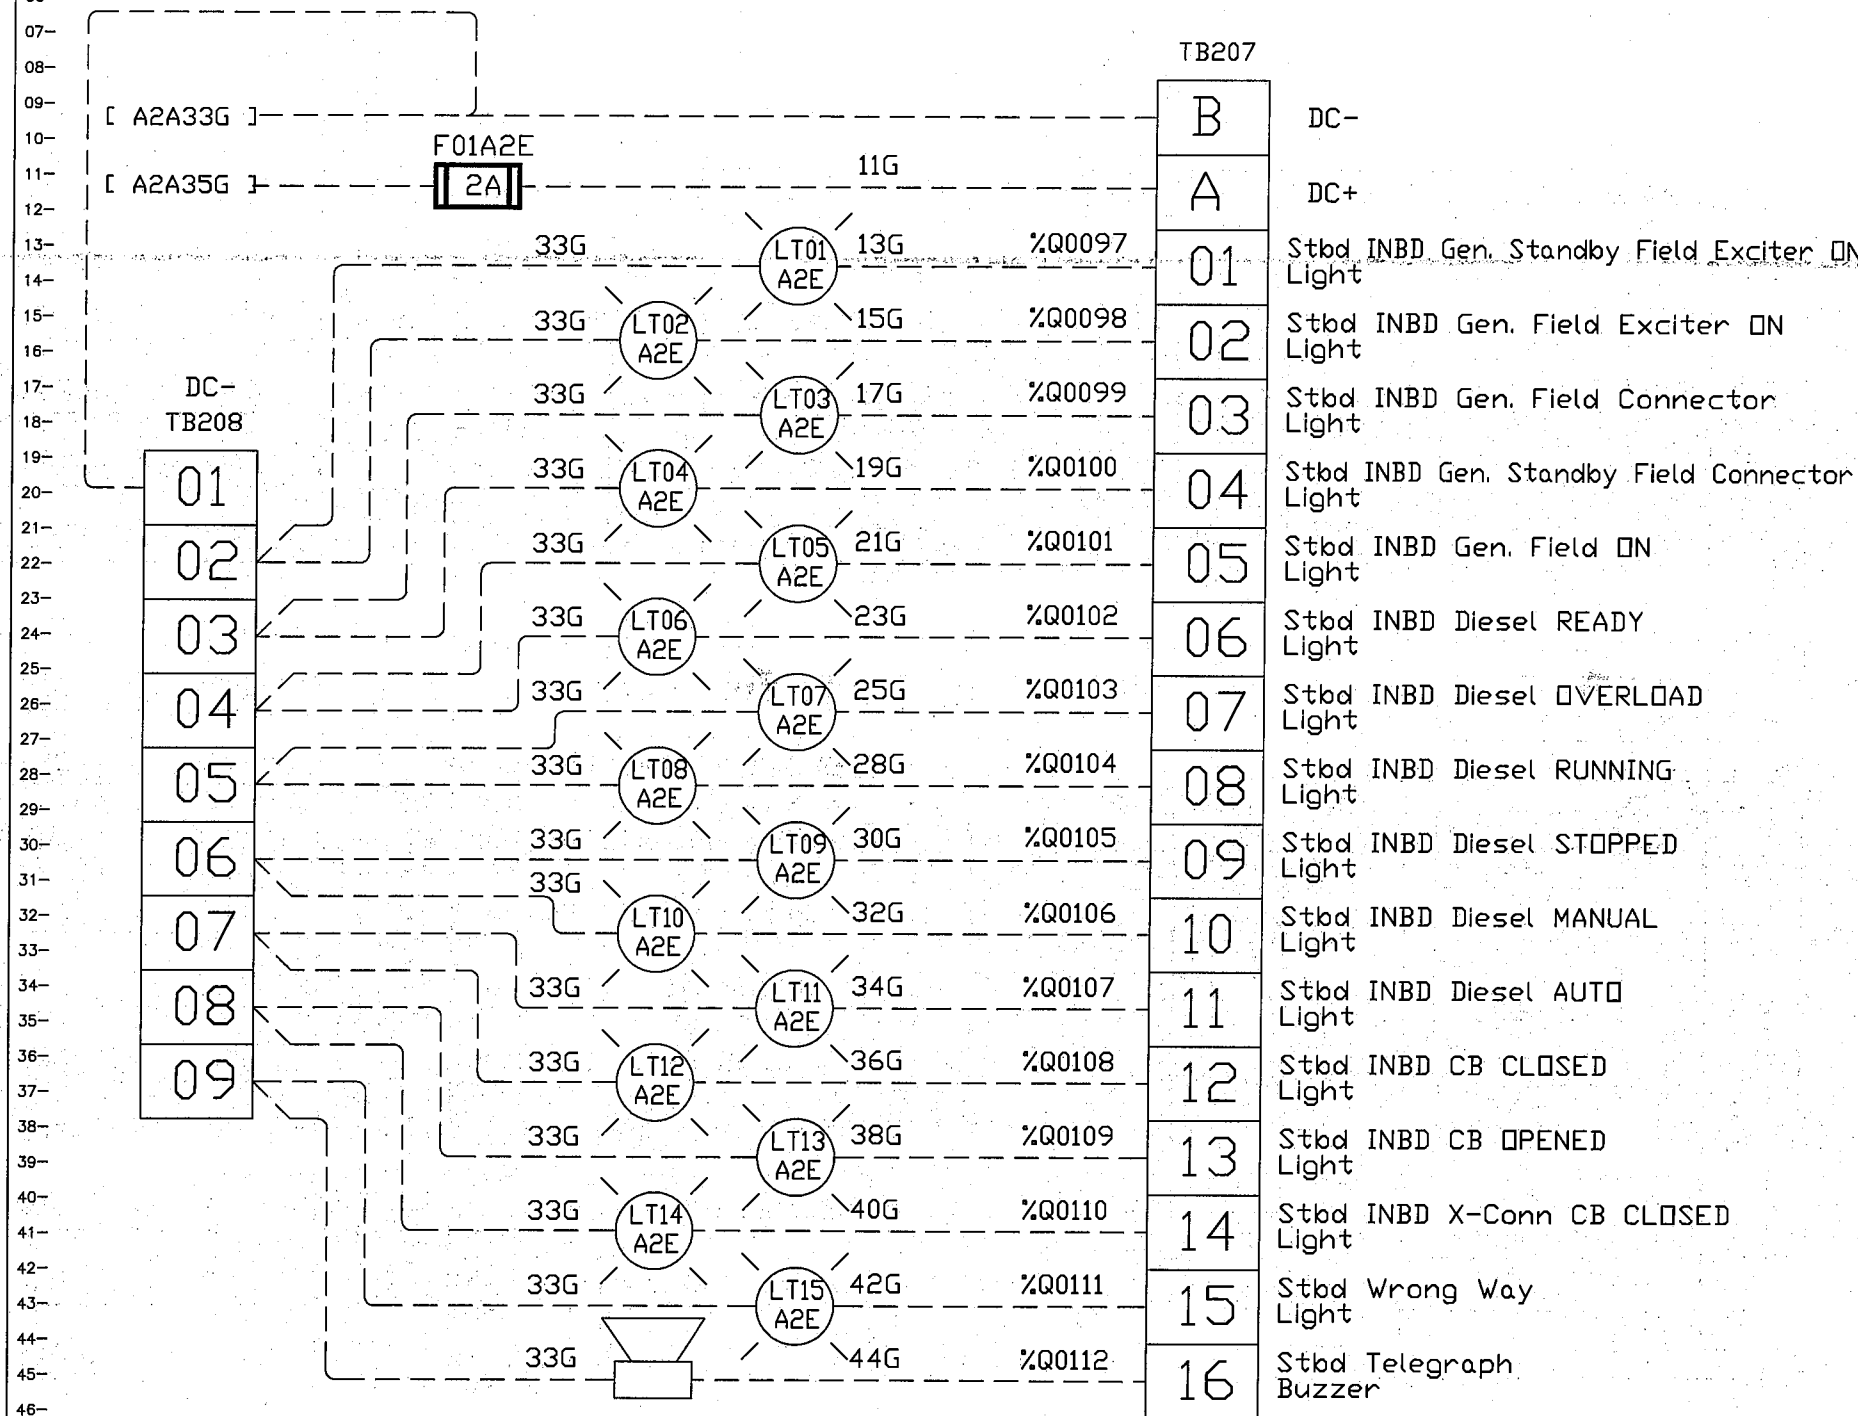 07-
08-
09-
10-
11-
12-
13-
14-
15-
16-
17-
18-
19-
20-
21-
22-
23-
24-
25-
26-
27-
28-
29-
30-
31-
32-
33-
34-
35-
36-
37-
38-
39-
40-
41-
42-
43-
44-
45-
46-
[ A2A33G ]
F01A2E
[ A2A35G ]
2A
11G
DC-
TB208
01
02
03
04
05
06
07
08
09
33G LT01 A2E 13G %Q0097
33G LT02 A2E 15G %Q0098
33G LT03 A2E 17G %Q0099
33G LT04 A2E 19G %Q0100
33G LT05 A2E 21G %Q0101
33G LT06 A2E 23G %Q0102
33G LT07 A2E 25G %Q0103
33G LT08 A2E 28G %Q0104
33G LT09 A2E 30G %Q0105
33G LT10 A2E 32G %Q0106
33G LT11 A2E 34G %Q0107
33G LT12 A2E 36G %Q0108
33G LT13 A2E 38G %Q0109
33G LT14 A2E 40G %Q0110
33G LT15 A2E 42G %Q0111
33G 44G %Q0112
TB207
B DC-
A DC+
01 Stbd INBD Gen. Standby Field Exciter ON
Light
02 Stbd INBD Gen. Field Exciter ON
Light
03 Stbd INBD Gen. Field Connector
Light
04 Stbd INBD Gen. Standby Field Connector
Light
05 Stbd INBD Gen. Field ON
Light
06 Stbd INBD Diesel READY
Light
07 Stbd INBD Diesel OVERLOAD
Light
08 Stbd INBD Diesel RUNNING
Light
09 Stbd INBD Diesel STOPPED
Light
10 Stbd INBD Diesel MANUAL
Light
11 Stbd INBD Diesel AUTO
Light
12 Stbd INBD CB CLOSED
Light
13 Stbd INBD CB OPENED
Light
14 Stbd INBD X-Conn CB CLOSED
Light
15 Stbd Wrong Way
Light
16 Stbd Telegraph
Buzzer